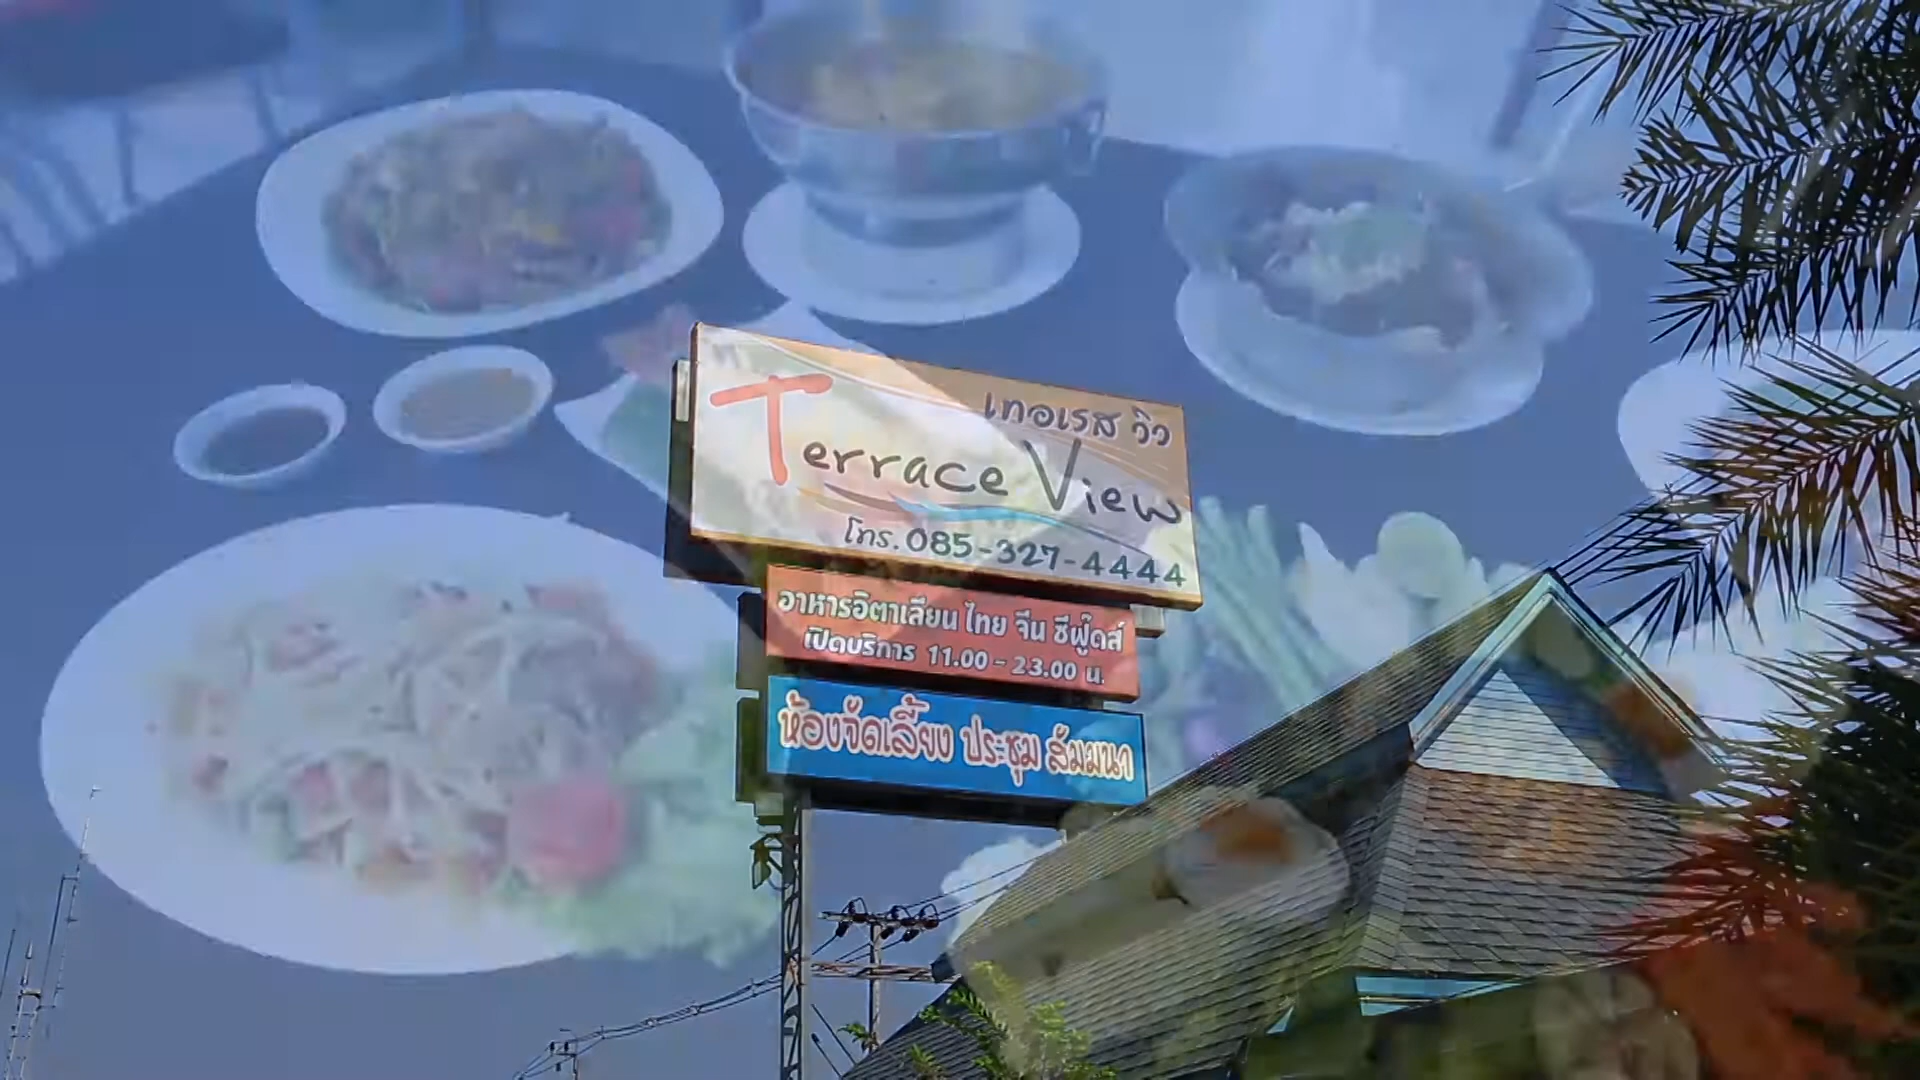 เทอเรส วิว
Terrace View
โทร. 085-327-4444
อาหารอิตาเลียน ไทย จีน ซีฟู๊ดส์
เปิดบริการ 11.00 - 23.00 น.
ห้องจัดเลี้ยง ประชุม สัมมนา